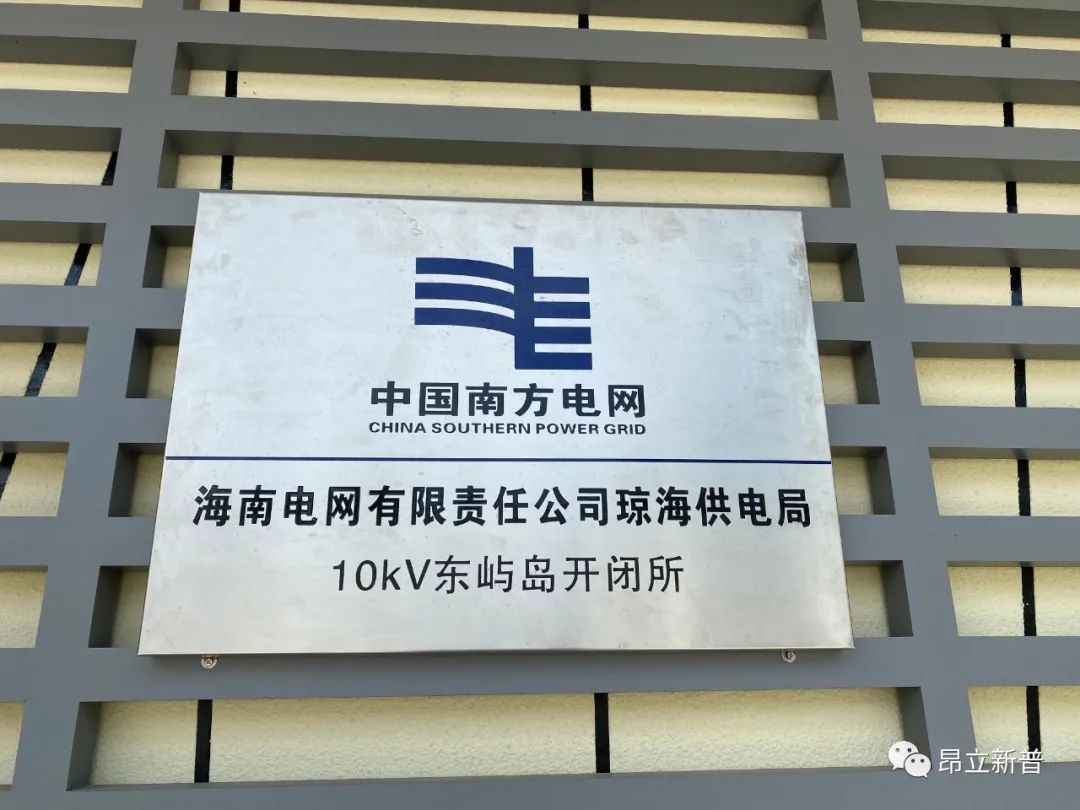 中国南方电网
CHINA SOUTHERN POWER GRID
海南电网有限责任公司琼海供电局
10kV东屿岛开闭所
昂立新普